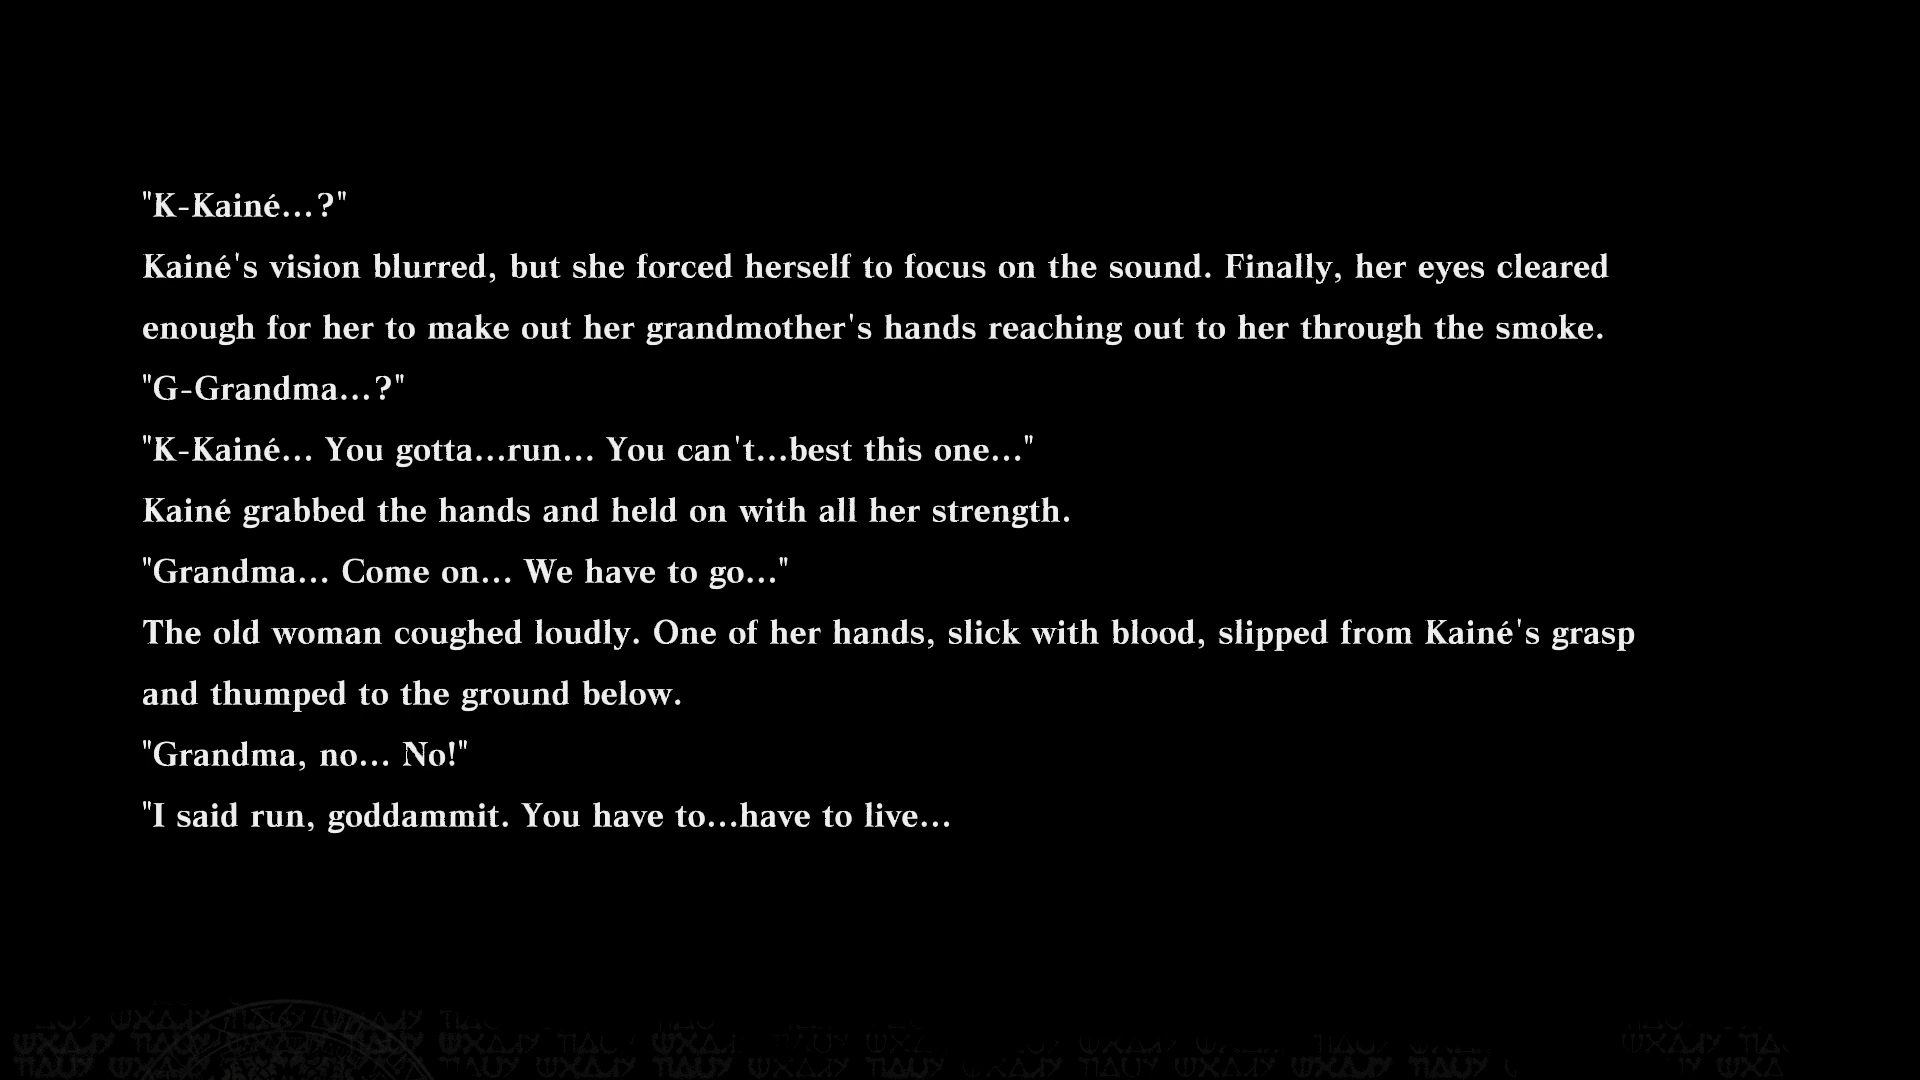 "K-Kainé...?"
Kainé's vision blurred, but she forced herself to focus on the sound. Finally, her eyes cleared
enough for her to make out her grandmother's hands reaching out to her through the smoke.
"G-Grandma...?"
"K-Kainé... You gotta...run... You can't...best this one..."
Kainé grabbed the hands and held on with all her strength.
"Grandma... Come on... We have to go..."
The old woman coughed loudly. One of her hands, slick with blood, slipped from Kainé's grasp
and thumped to the ground below.
"Grandma, no... No!"
"I said run, goddammit. You have to...have to live...